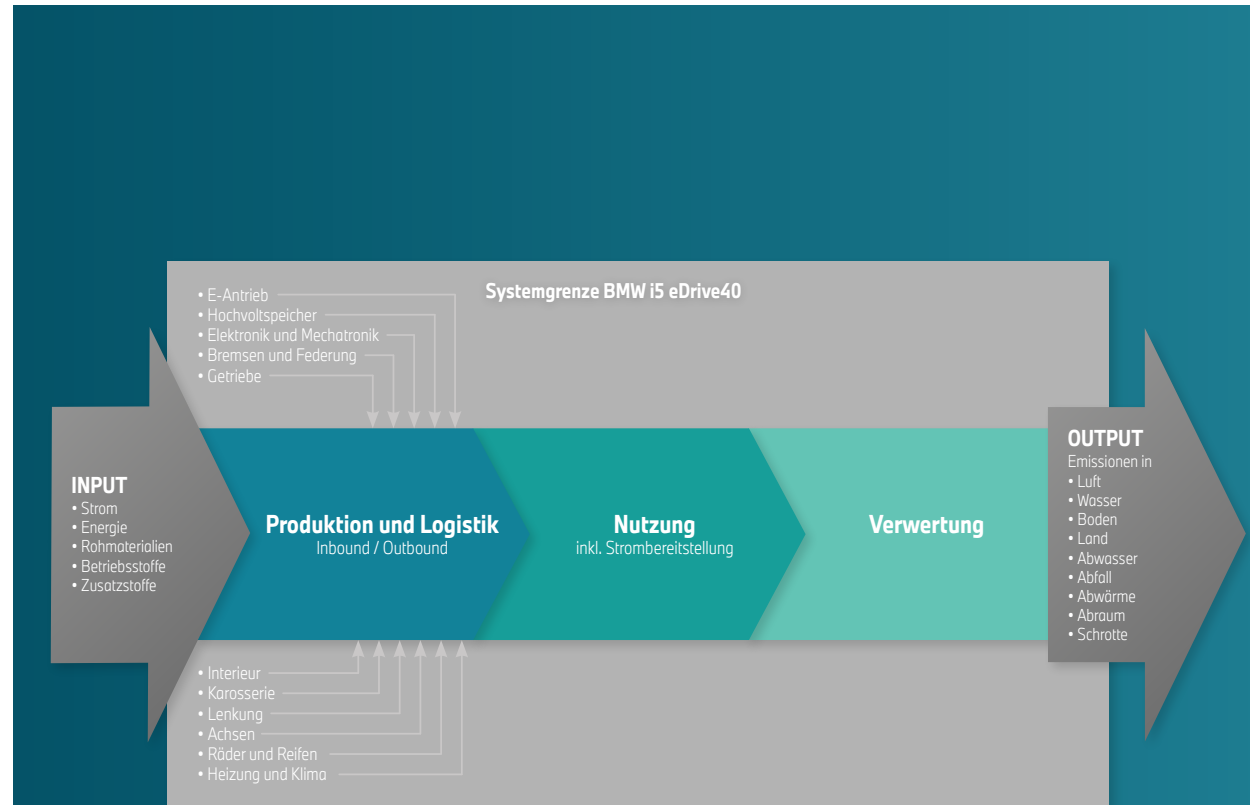 Systemgrenze BMW i5 eDrive40
• E-Antrieb
• Hochvoltspeicher
• Elektronik und Mechatronik
• Bremsen und Federung
• Getriebe
INPUT
• Strom
• Energie
• Rohmaterialien
• Betriebsstoffe
• Zusatzstoffe
Produktion und Logistik
Inbound / Outbound
Nutzung
inkl. Strombereitstellung
Verwertung
OUTPUT
Emissionen in
• Luft
• Wasser
• Boden
• Land
• Abwasser
• Abfall
• Abwärme
• Abraum
• Schrotte
• Interieur
• Karosserie
• Lenkung
• Achsen
• Räder und Reifen
• Heizung und Klima